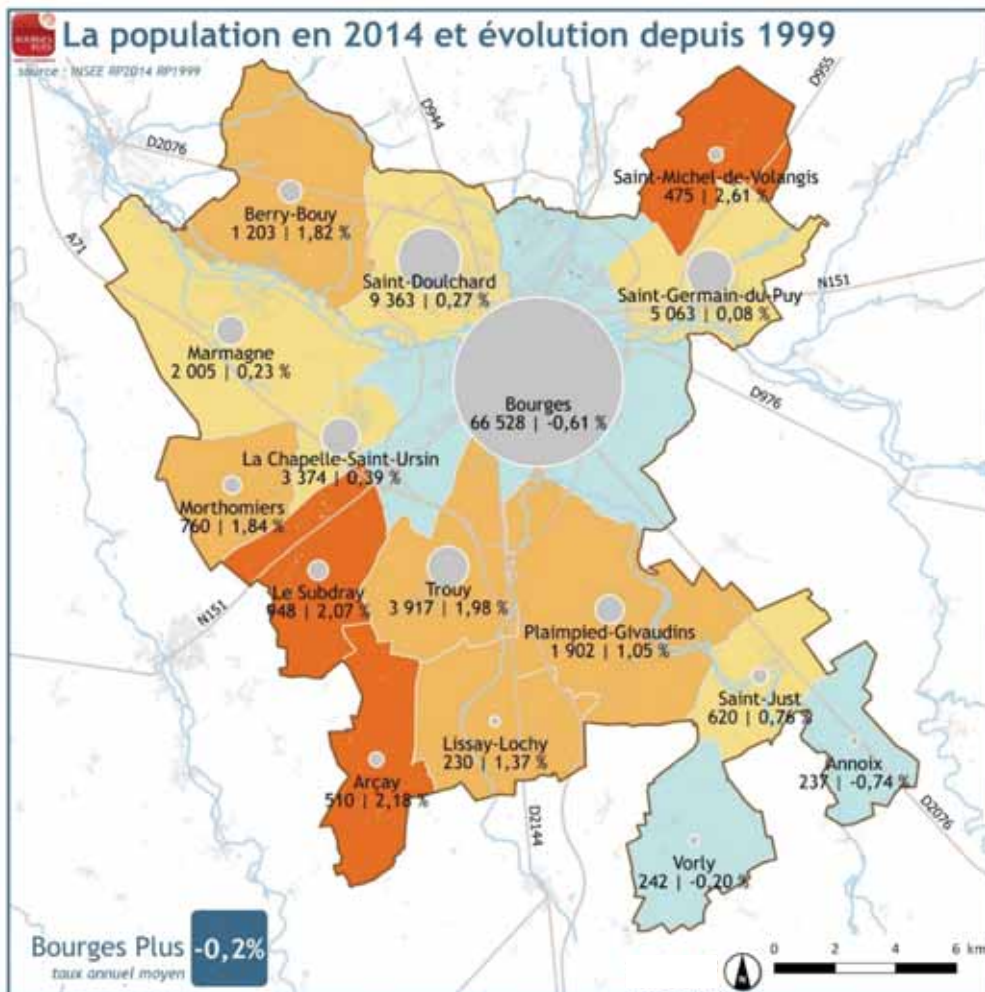 BOURGES PLUS
La population en 2014 et évolution depuis 1999
source : INSEE RP2014 RP1999
D955
D944
D2076
Saint-Michel-de-Volangis
475 | 2,61 %
Berry-Bouy
1 203 | 1,82 %
A71
Saint-Doulchard
9 363 | 0,27 %
N151
Saint-Germain-du-Puy
5 063 | 0,08 %
Marmagne
2 005 | 0,23 %
D976
Bourges
66 528 | -0,61 %
La Chapelle-Saint-Ursin
3 374 | 0,39 %
Morthomiers
760 | 1,84 %
N151
Le Subdray
948 | 2,07 %
Trouy
3 917 | 1,98 %
Plaimpied-Givaudins
1 902 | 1,05 %
Saint-Just
620 | 0,76 %
Lissay-Lochy
230 | 1,37 %
Annoix
237 | -0,74 %
Arçay
510 | 2,18 %
D2144
D2076
Vorly
242 | -0,20 %
Bourges Plus -0,2%
taux annuel moyen
0 2 4 6 km
N